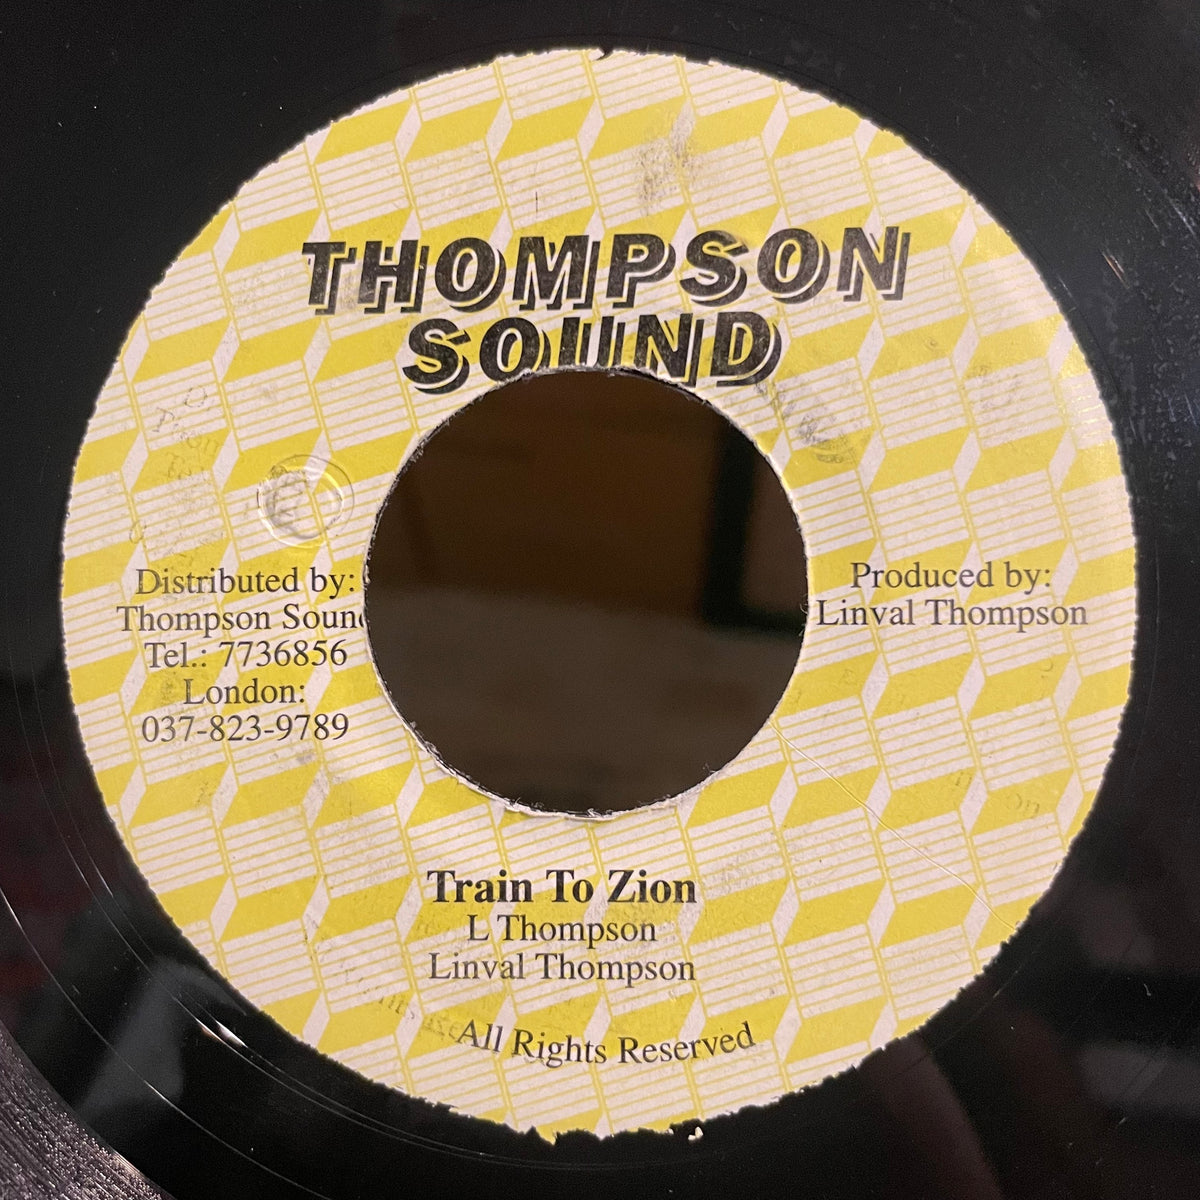 THOMPSON
SOUND
Distributed by:
Thompson Soun
Tel.: 7736856
London:
037-823-9789
Produced by:
Linval Thompson
Train To Zion
L Thompson
Linval Thompson
All Rights Reserved